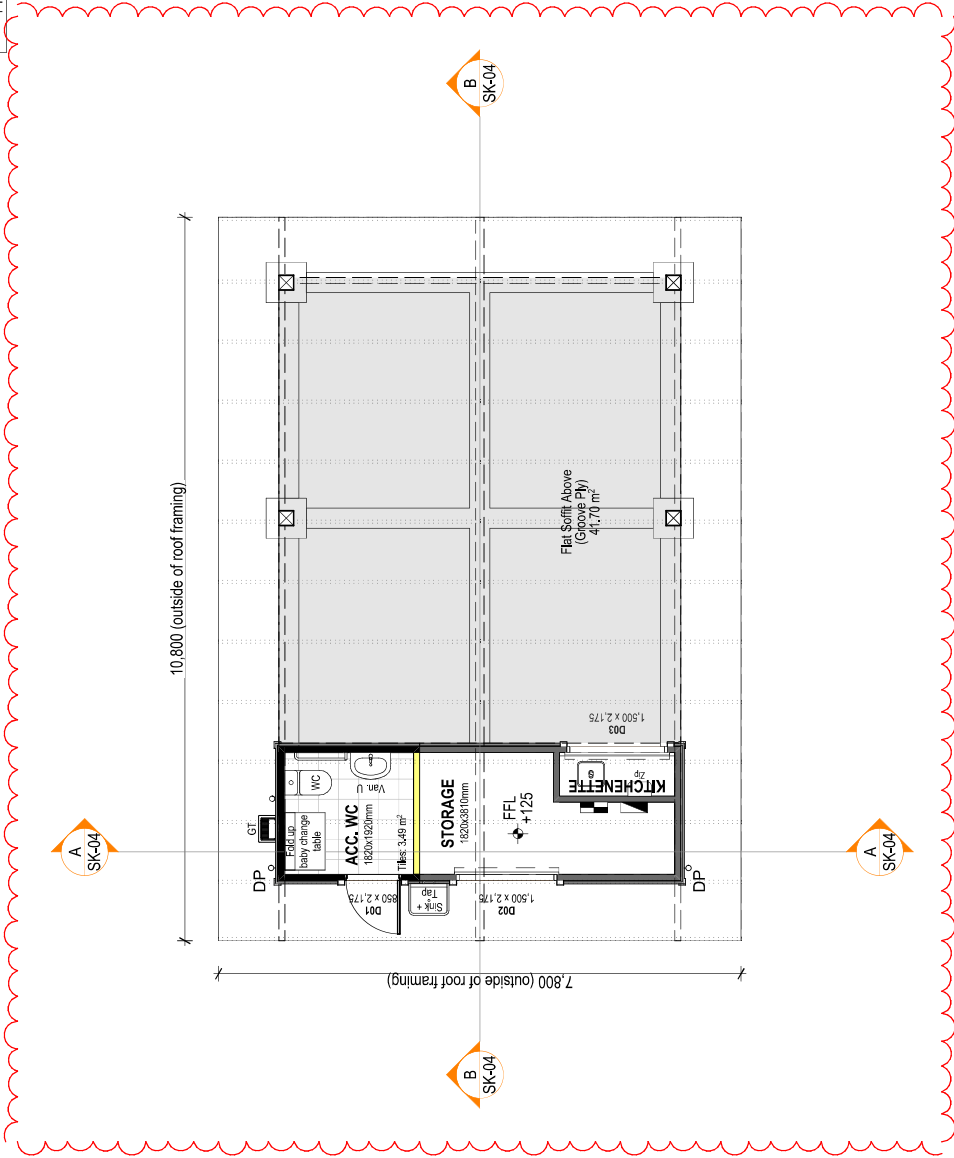 B
SK-04
10,800 (outside of roof framing)
Flat Soffit Above
(Groove Ply)
41.70 m²
D03
1,500 x 2,175
WC
Van. U
Fold up
baby change
table
ACC. WC
1820x1920mm
Tiles: 3.49 m²
STORAGE
1820x3810mm
FFL
+125
KITCHENETTE
Zip
GT
DP
DP
D01
850 x 2,175
Sink +
Tap
D02
1,500 x 2,175
A
SK-04
A
SK-04
7,800 (outside of roof framing)
B
SK-04